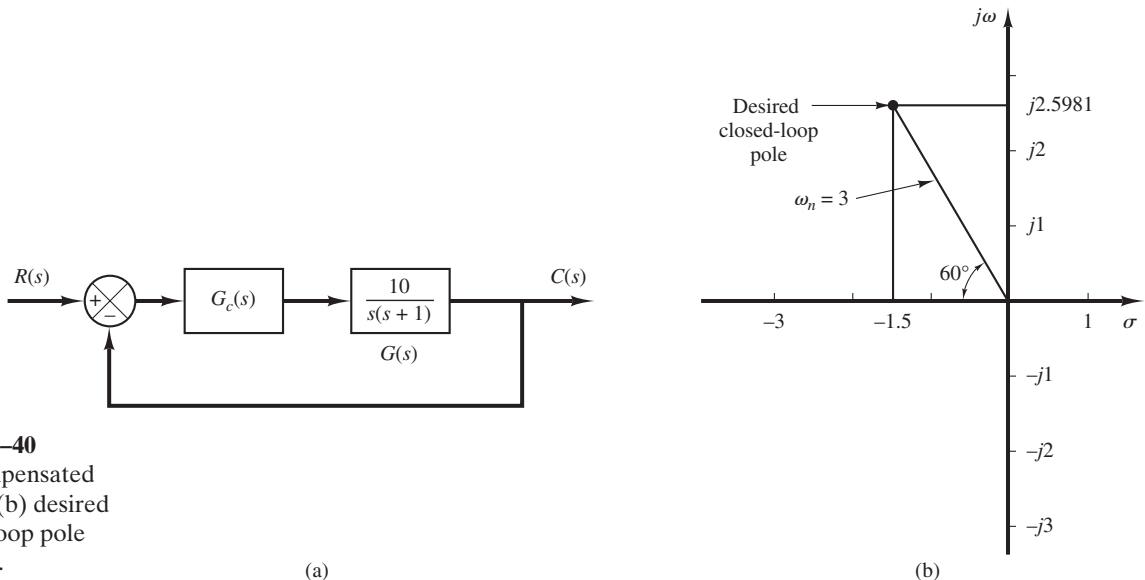 R(s)
+
−
G_c(s)
10
s(s + 1)
G(s)
C(s)
–40
pensated
(b) desired
oop pole
.
(a)
jω
Desired
closed-loop
pole
j2.5981
j2
ω_n = 3
j1
60°
−3
−1.5
1
σ
−j1
−j2
−j3
(b)